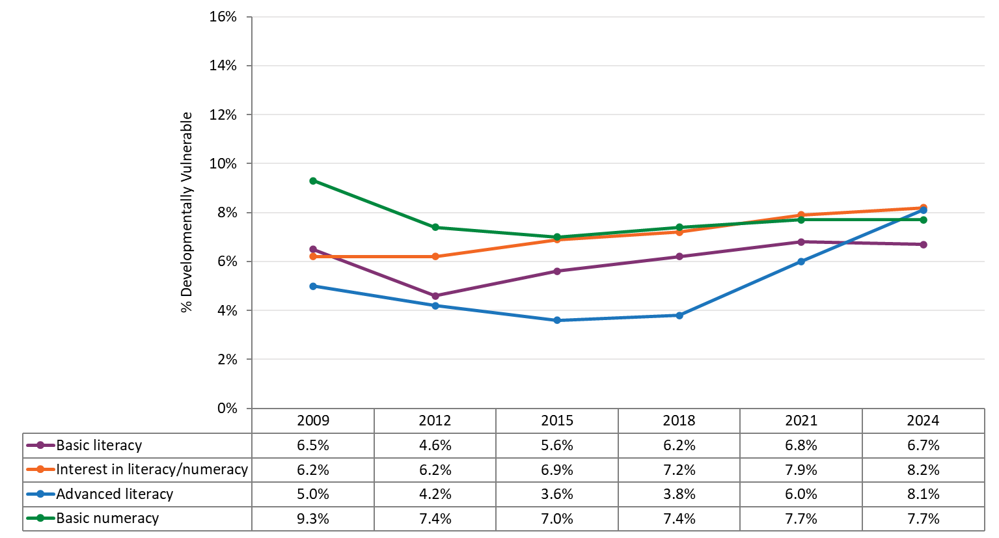 16%
14%
12%
10%
8%
6%
4%
2%
0%
% Developmentally Vulnerable
2009 2012 2015 2018 2021 2024
Basic literacy 6.5% 4.6% 5.6% 6.2% 6.8% 6.7%
Interest in literacy/numeracy 6.2% 6.2% 6.9% 7.2% 7.9% 8.2%
Advanced literacy 5.0% 4.2% 3.6% 3.8% 6.0% 8.1%
Basic numeracy 9.3% 7.4% 7.0% 7.4% 7.7% 7.7%